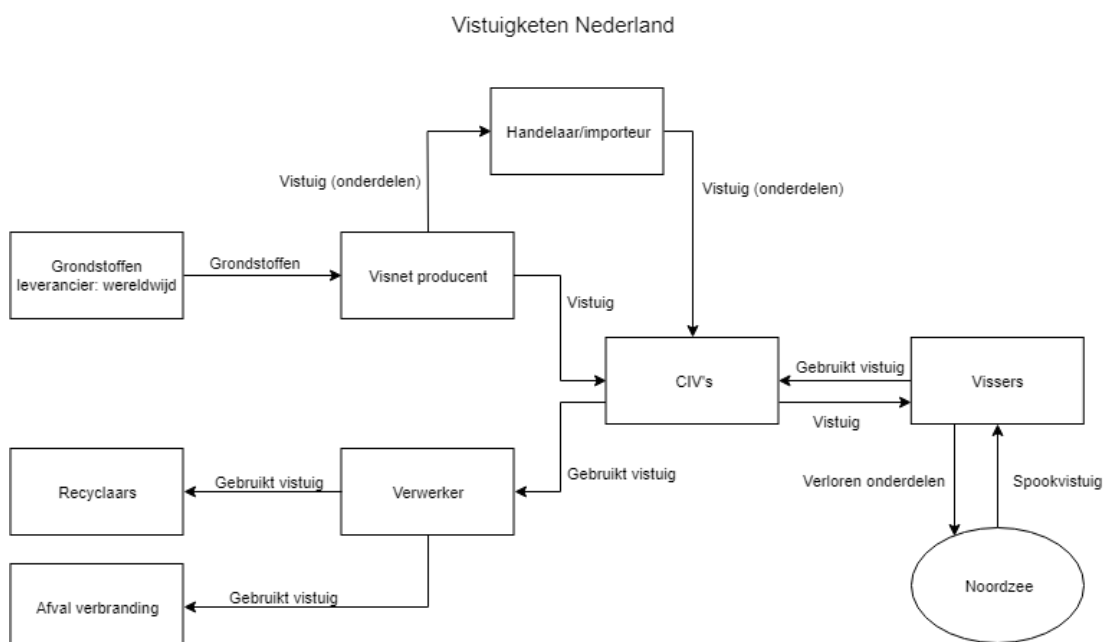 Vistuigketen Nederland
Handelaar/importeur
Vistuig (onderdelen)
Vistuig (onderdelen)
Grondstoffen
leverancier: wereldwijd
Grondstoffen
Visnet producent
Vistuig
CIV's
Gebruikt vistuig
Vissers
Vistuig
Gebruikt vistuig
Recyclaars
Gebruikt vistuig
Verwerker
Verloren onderdelen
Spookvistuig
Noordzee
Afval verbranding
Gebruikt vistuig